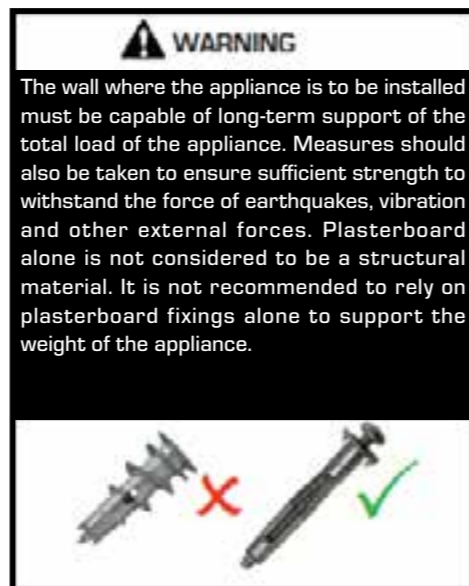 WARNING
The wall where the appliance is to be installed
must be capable of long-term support of the
total load of the appliance. Measures should
also be taken to ensure sufficient strength to
withstand the force of earthquakes, vibration
and other external forces. Plasterboard
alone is not considered to be a structural
material. It is not recommended to rely on
plasterboard fixings alone to support the
weight of the appliance.